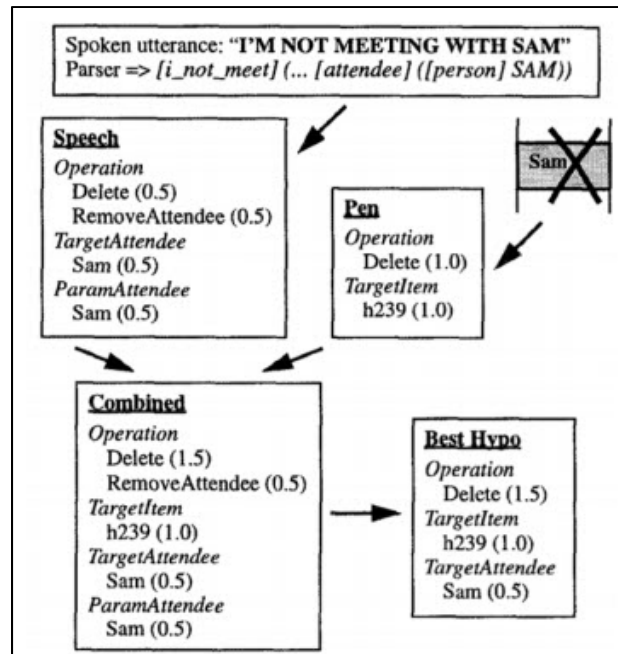 Spoken utterance: “I’M NOT MEETING WITH SAM”
Parser => [i_not_meet] (... [attendee] ([person] SAM))
Speech
Operation
Delete (0.5)
RemoveAttendee (0.5)
TargetAttendee
Sam (0.5)
ParamAttendee
Sam (0.5)
Sam
Pen
Operation
Delete (1.0)
TargetItem
h239 (1.0)
Combined
Operation
Delete (1.5)
RemoveAttendee (0.5)
TargetItem
h239 (1.0)
TargetAttendee
Sam (0.5)
ParamAttendee
Sam (0.5)
Best Hypo
Operation
Delete (1.5)
TargetItem
h239 (1.0)
TargetAttendee
Sam (0.5)